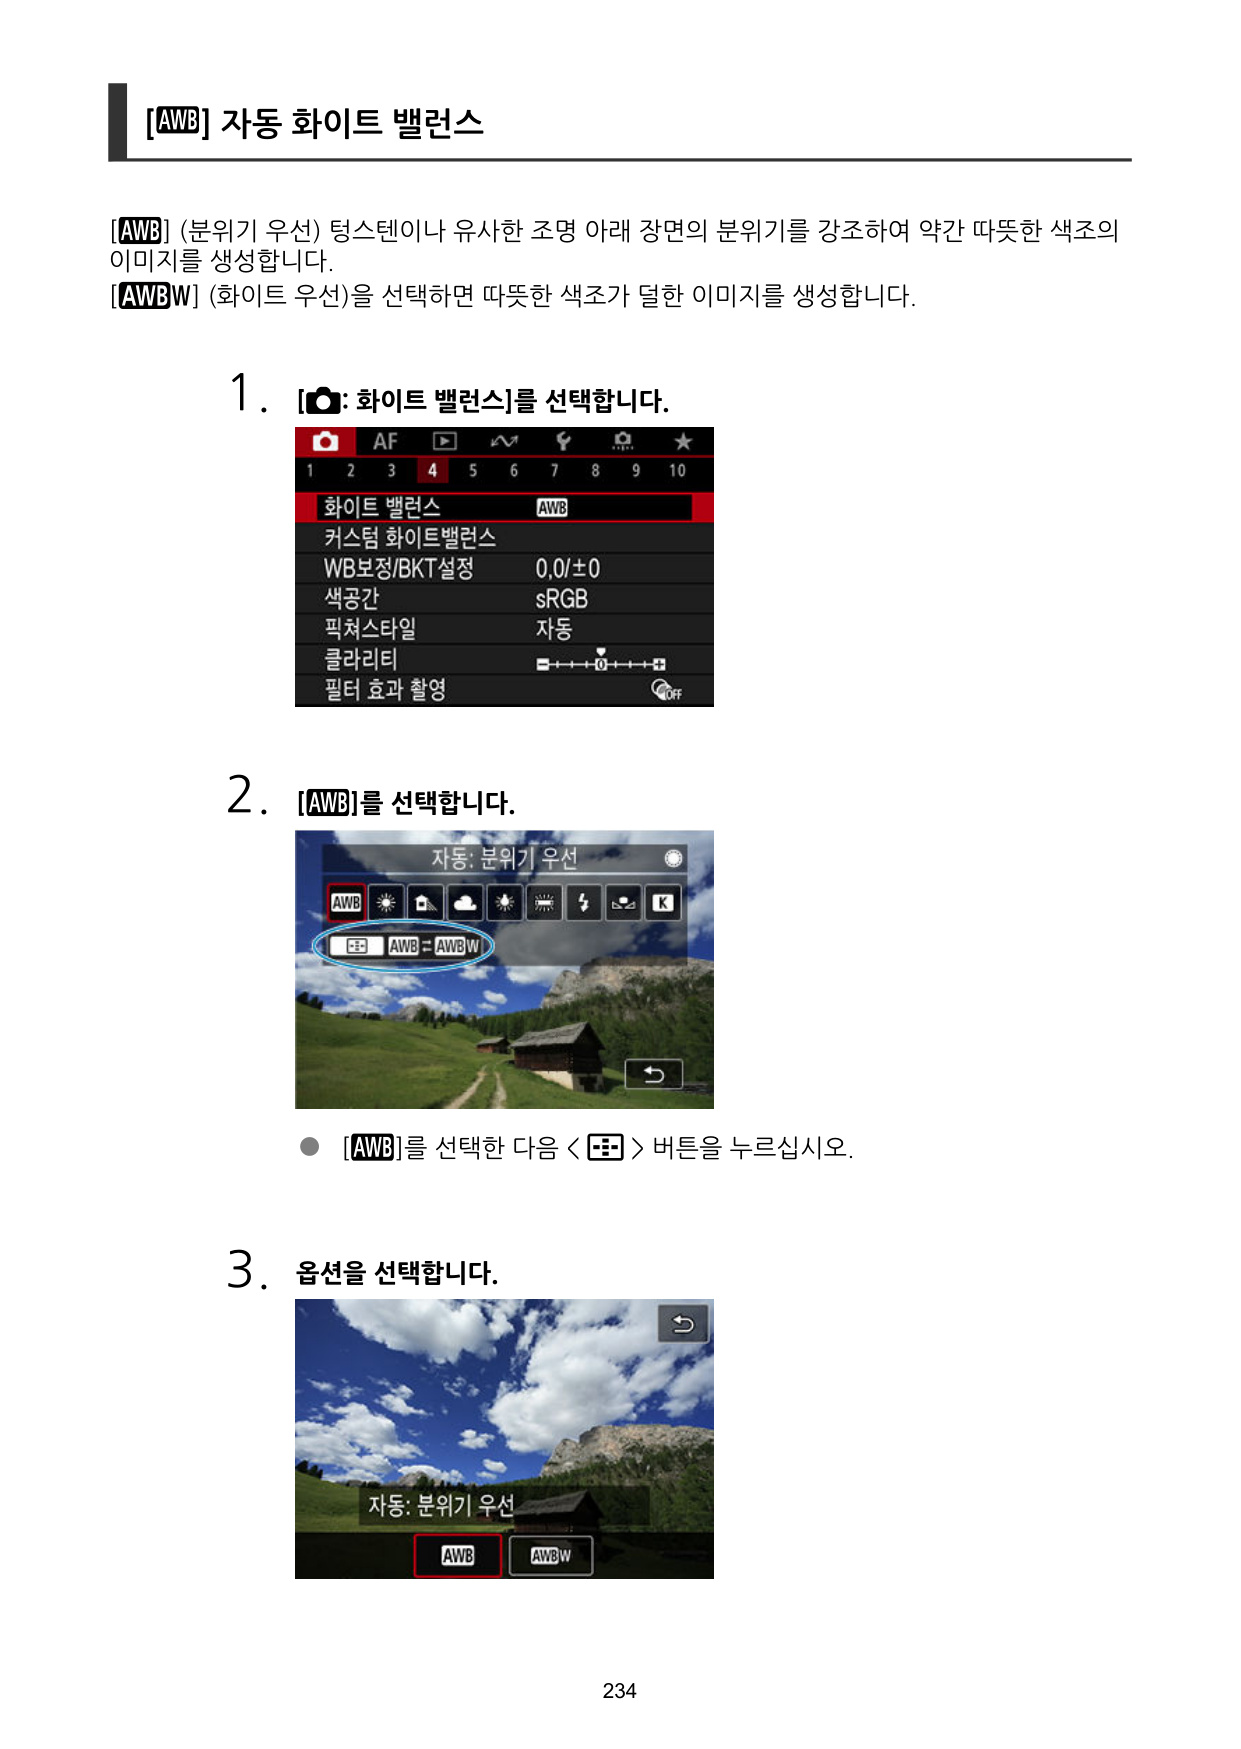 [AWB] 자동 화이트 밸런스
[AWB] (분위기 우선) 텅스텐이나 유사한 조명 아래 장면의 분위기를 강조하여 약간 따뜻한 색조의
이미지를 생성합니다.
[AWBW] (화이트 우선)을 선택하면 따뜻한 색조가 덜한 이미지를 생성합니다.
1. [: 화이트 밸런스]를 선택합니다.
AF
1 2 3 4 5 6 7 8 9 10
화이트 밸런스 AWB
커스텀 화이트밸런스
WB보정/BKT설정 0,0/±0
색공간 sRGB
픽쳐스타일 자동
클라리티 0
필터 효과 촬영 OFF
2. [AWB]를 선택합니다.
자동: 분위기 우선
AWB K
AWB⇄AWBW
● [AWB]를 선택한 다음 < > 버튼을 누르십시오.
3. 옵션을 선택합니다.
자동: 분위기 우선
AWB AWBW
234